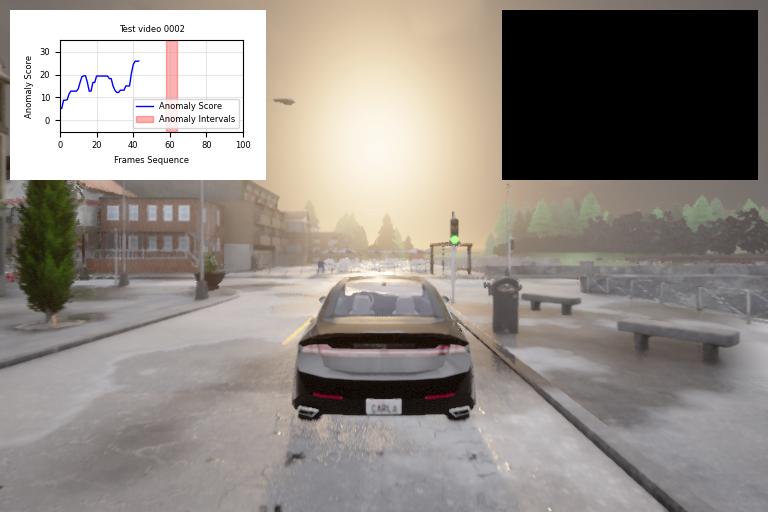 Test video 0002
Anomaly Score
30
20
10
0
Anomaly Score
Anomaly Intervals
0 20 40 60 80 100
Frames Sequence
CARLA